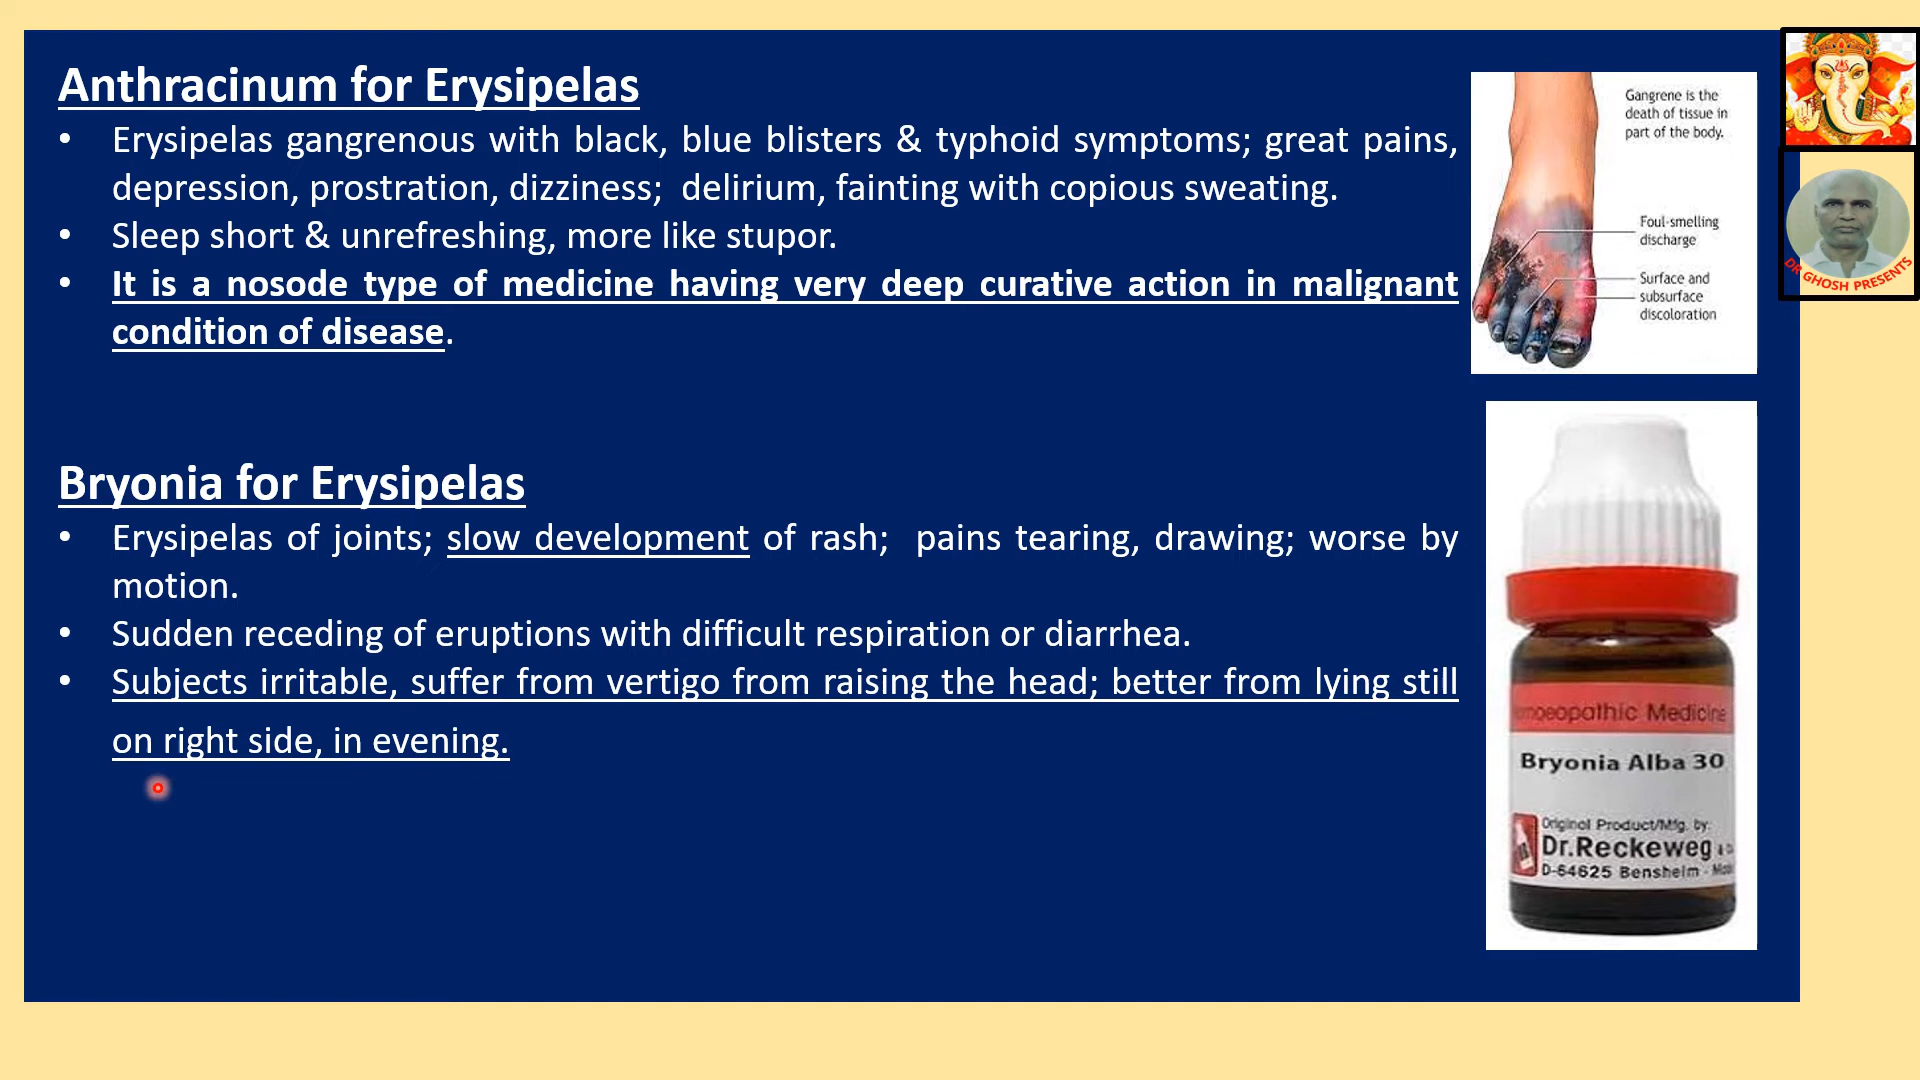 Anthracinum for Erysipelas
• Erysipelas gangrenous with black, blue blisters & typhoid symptoms; great pains,
depression, prostration, dizziness; delirium, fainting with copious sweating.
• Sleep short & unrefreshing, more like stupor.
• It is a nosode type of medicine having very deep curative action in malignant
condition of disease.
Bryonia for Erysipelas
• Erysipelas of joints; slow development of rash; pains tearing, drawing; worse by
motion.
• Sudden receding of eruptions with difficult respiration or diarrhea.
• Subjects irritable, suffer from vertigo from raising the head; better from lying still
on right side, in evening.
Gangrene is the
death of tissue in
part of the body.
Foul-smelling
discharge
Surface and
subsurface
discoloration
DR GHOSH PRESENTS
Medicine
Bryonia Alba 30
Original Product/Mfg. by:
Dr.Reckeweg
D-64625 Bensheim